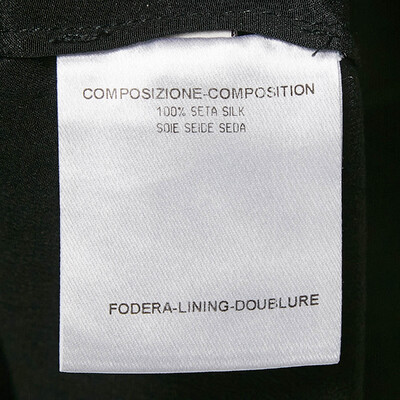 COMPOSIZIONE-COMPOSITION
100% SETA SILK
SOIE SEIDE SEDA
FODERA-LINING-DOUBLURE